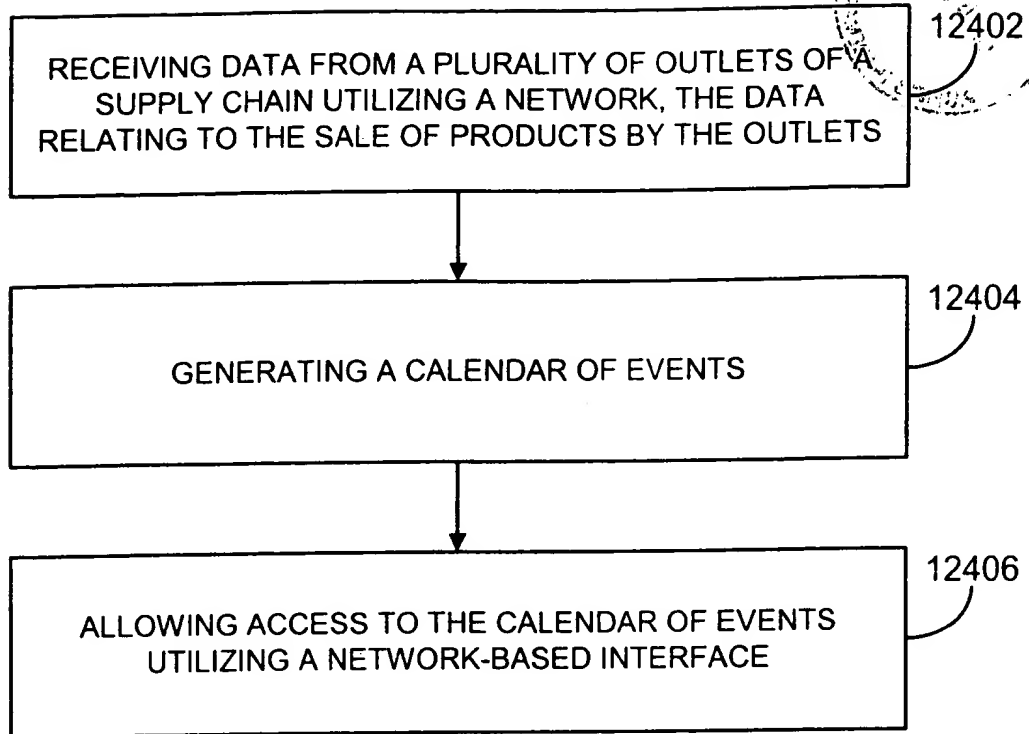 12402
RECEIVING DATA FROM A PLURALITY OF OUTLETS OF A
SUPPLY CHAIN UTILIZING A NETWORK, THE DATA
RELATING TO THE SALE OF PRODUCTS BY THE OUTLETS
12404
GENERATING A CALENDAR OF EVENTS
12406
ALLOWING ACCESS TO THE CALENDAR OF EVENTS
UTILIZING A NETWORK-BASED INTERFACE